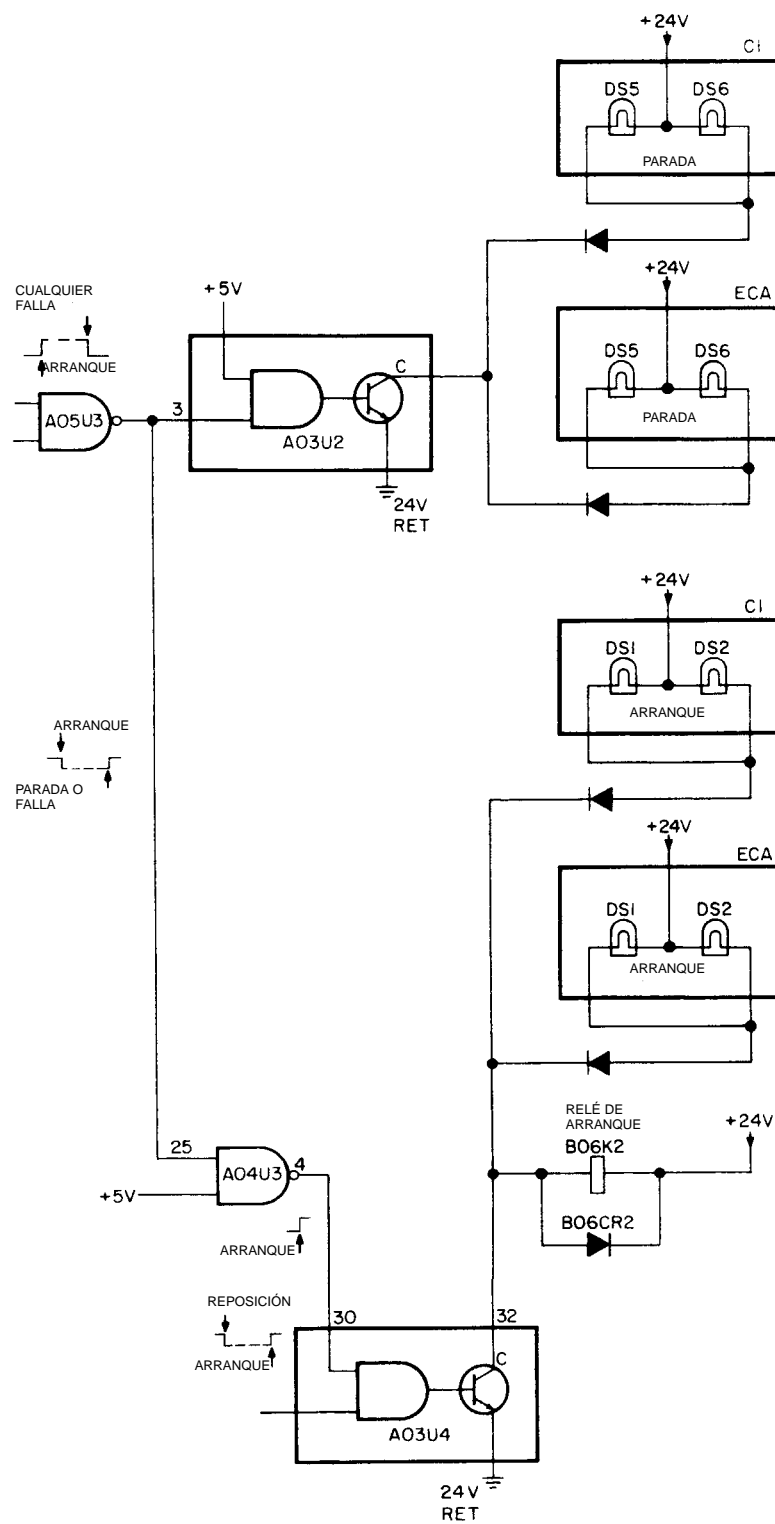 +24V
CI
DS5 DS6
PARADA
+24V
ECA
DS5 DS6
PARADA
CUALQUIER
FALLA
ARRANQUE
+5V
A05U3
3
C
A03U2
24V
RET
+24V
CI
DS1 DS2
ARRANQUE
ARRANQUE
PARADA O
FALLA
+24V
ECA
DS1 DS2
ARRANQUE
RELÉ DE
ARRANQUE
B06K2
+24V
B06CR2
25
A04U3
4
+5V
ARRANQUE
REPOSICIÓN
ARRANQUE
30
32
C
A03U4
24V
RET